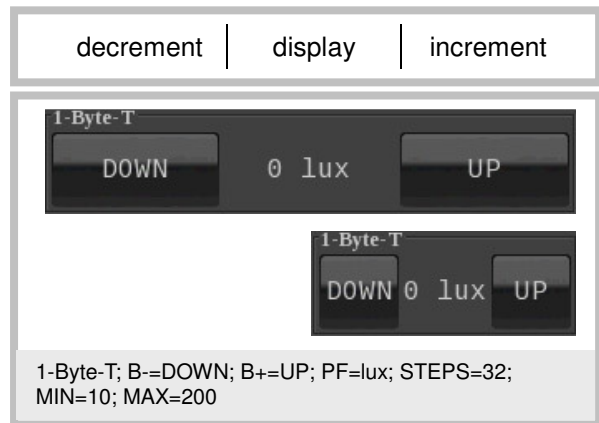 decrement display increment
1-Byte-T
DOWN 0 lux UP
1-Byte-T
DOWN 0 lux UP
1-Byte-T; B-=DOWN; B+=UP; PF=lux; STEPS=32;
MIN=10; MAX=200